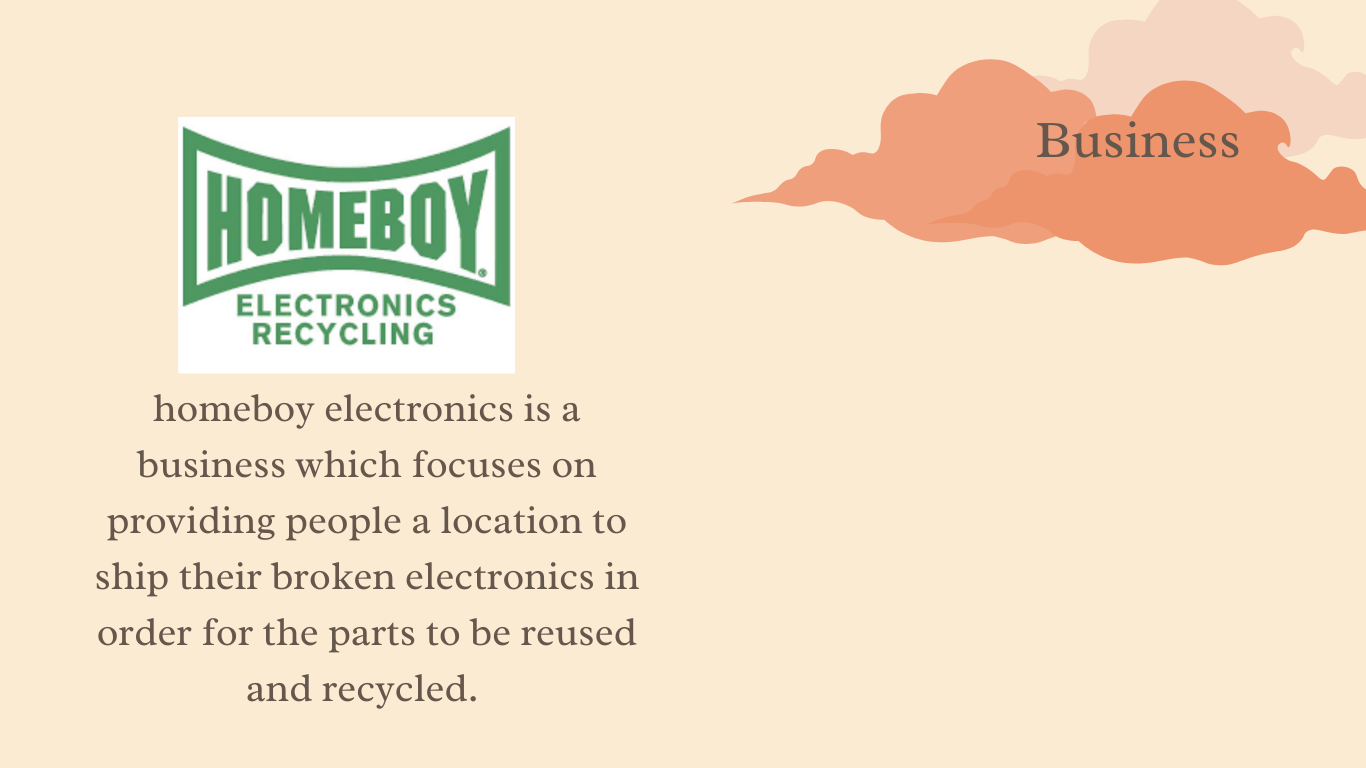 Business
HOMEBOY®
ELECTRONICS
RECYCLING
homeboy electronics is a
business which focuses on
providing people a location to
ship their broken electronics in
order for the parts to be reused
and recycled.